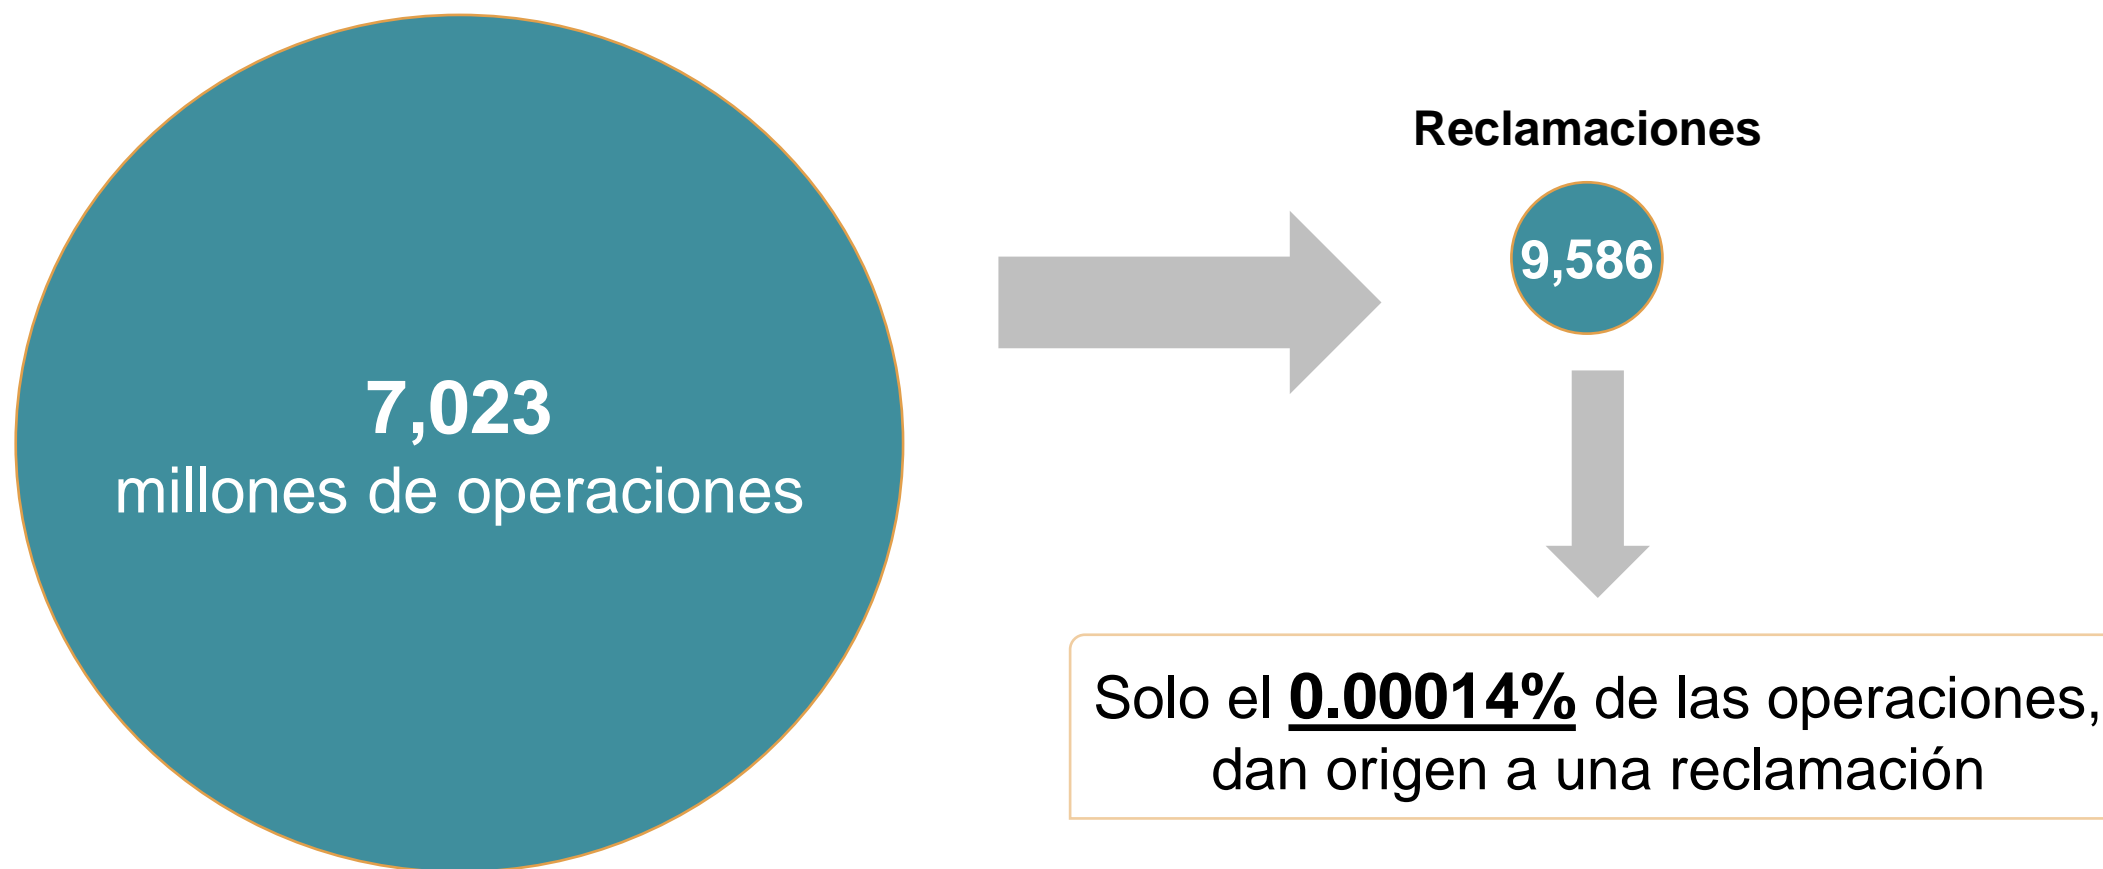 7,023
millones de operaciones
Reclamaciones
9,586
Solo el 0.00014% de las operaciones,
dan origen a una reclamación